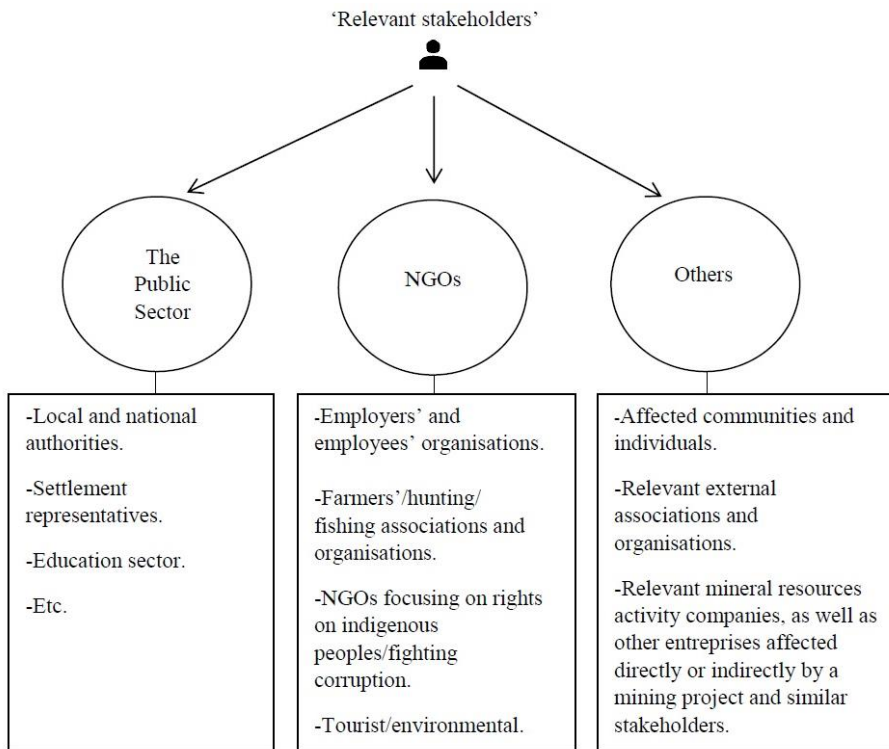 ‘Relevant stakeholders’
The
Public
Sector
NGOs
Others
-Local and national
authorities.
-Settlement
representatives.
-Education sector.
-Etc.
-Employers’ and
employees’ organisations.
-Farmers’/hunting/
fishing associations and
organisations.
-NGOs focusing on rights
on indigenous
peoples/fighting
corruption.
-Tourist/environmental.
-Affected communities and
individuals.
-Relevant external
associations and
organisations.
-Relevant mineral resources
activity companies, as well as
other entreprises affected
directly or indirectly by a
mining project and similar
stakeholders.